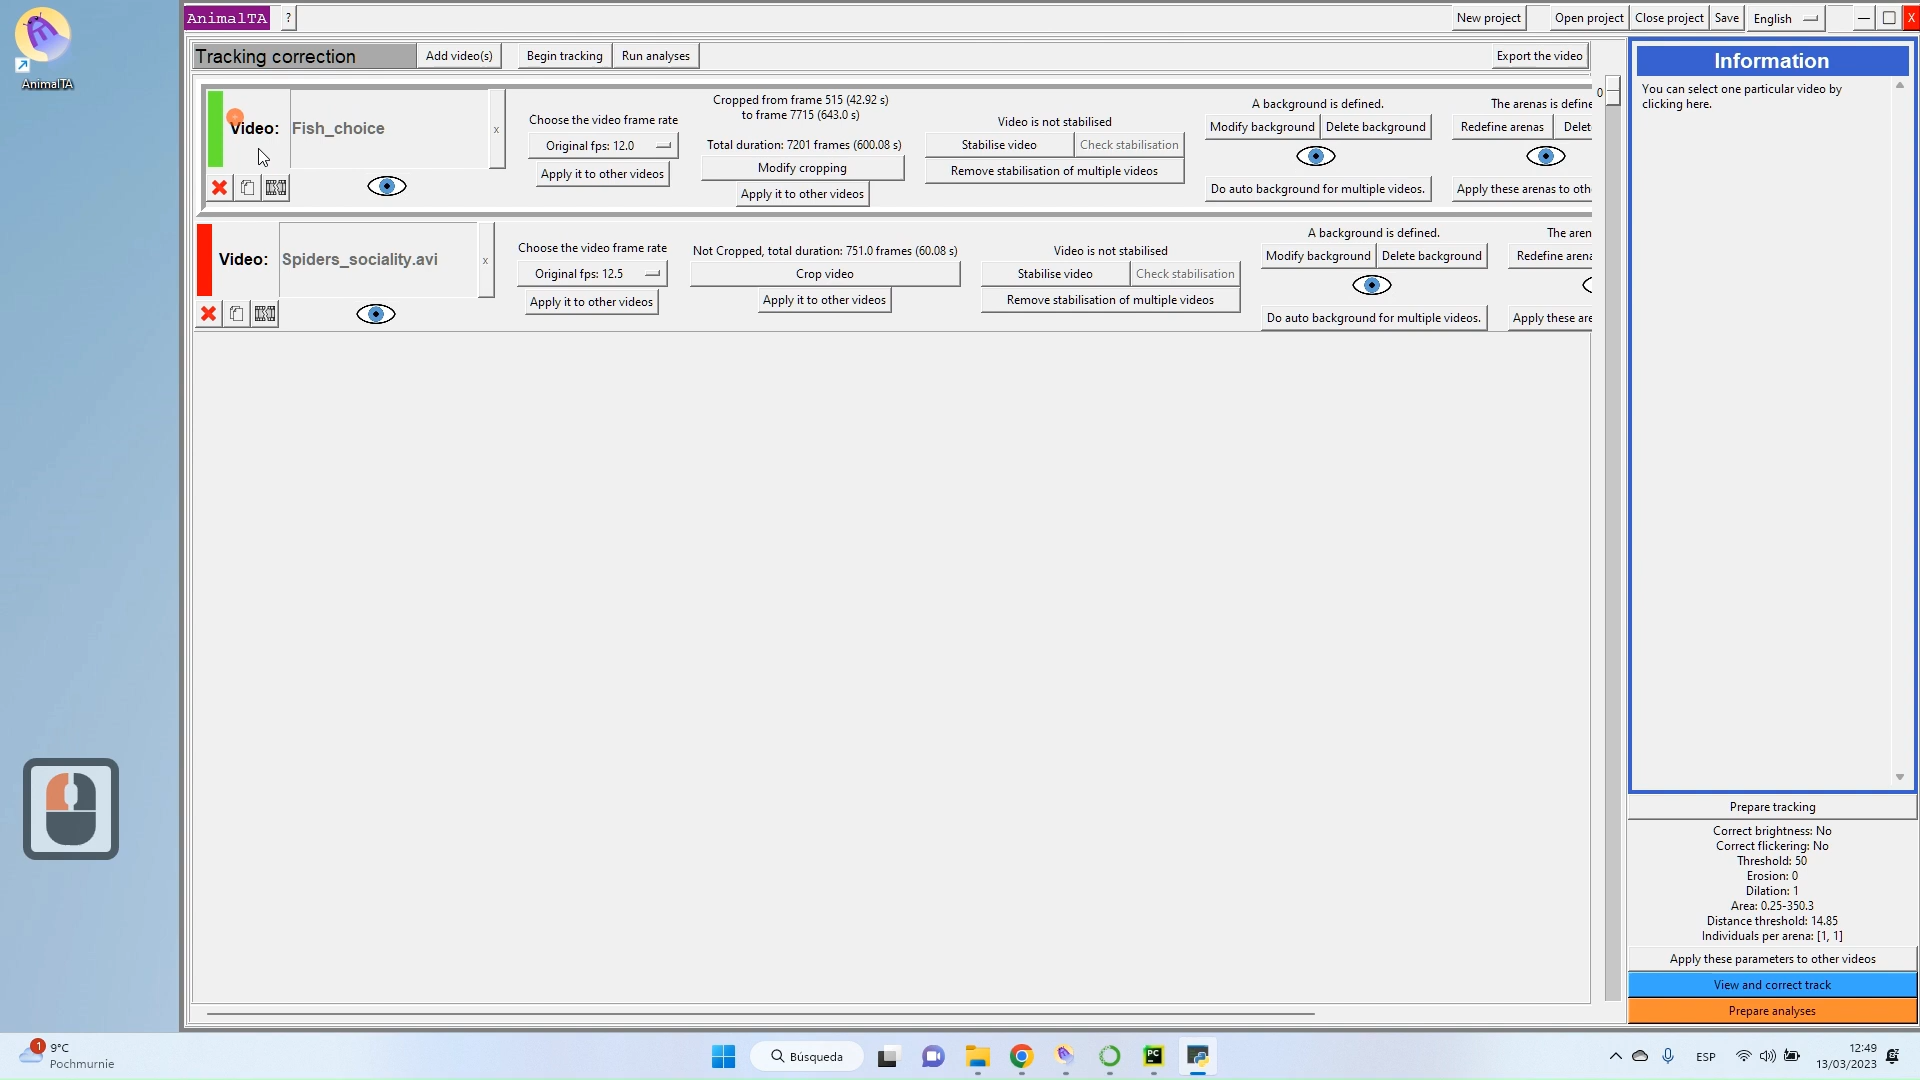 AnimalTA
AnimalTA ? New project Open project Close project Save English X
Tracking correction Add video(s) Begin tracking Run analyses Export the video
Video: Fish_choice x
Choose the video frame rate
Original fps: 12.0
Apply it to other videos
Cropped from frame 515 (42.92 s)
to frame 7715 (643.0 s)
Total duration: 7201 frames (600.08 s)
Modify cropping
Apply it to other videos
Video is not stabilised
Stabilise video Check stabilisation
Remove stabilisation of multiple videos
A background is defined.
Modify background Delete background
Do auto background for multiple videos.
The arenas is define
Redefine arenas Delet
Apply these arenas to oth
0
Video: Spiders_sociality.avi x
Choose the video frame rate
Original fps: 12.5
Apply it to other videos
Not Cropped, total duration: 751.0 frames (60.08 s)
Crop video
Apply it to other videos
Video is not stabilised
Stabilise video Check stabilisation
Remove stabilisation of multiple videos
A background is defined.
Modify background Delete background
Do auto background for multiple videos.
The aren
Redefine arena
Apply these are
Information
You can select one particular video by
clicking here.
Prepare tracking
Correct brightness: No
Correct flickering: No
Threshold: 50
Erosion: 0
Dilation: 1
Area: 0.25-350.3
Distance threshold: 14.85
Individuals per arena: [1, 1]
Apply these parameters to other videos
View and correct track
Prepare analyses
1 9°C
Pochmurnie
Búsqueda
PC
ESP
12:49
13/03/2023